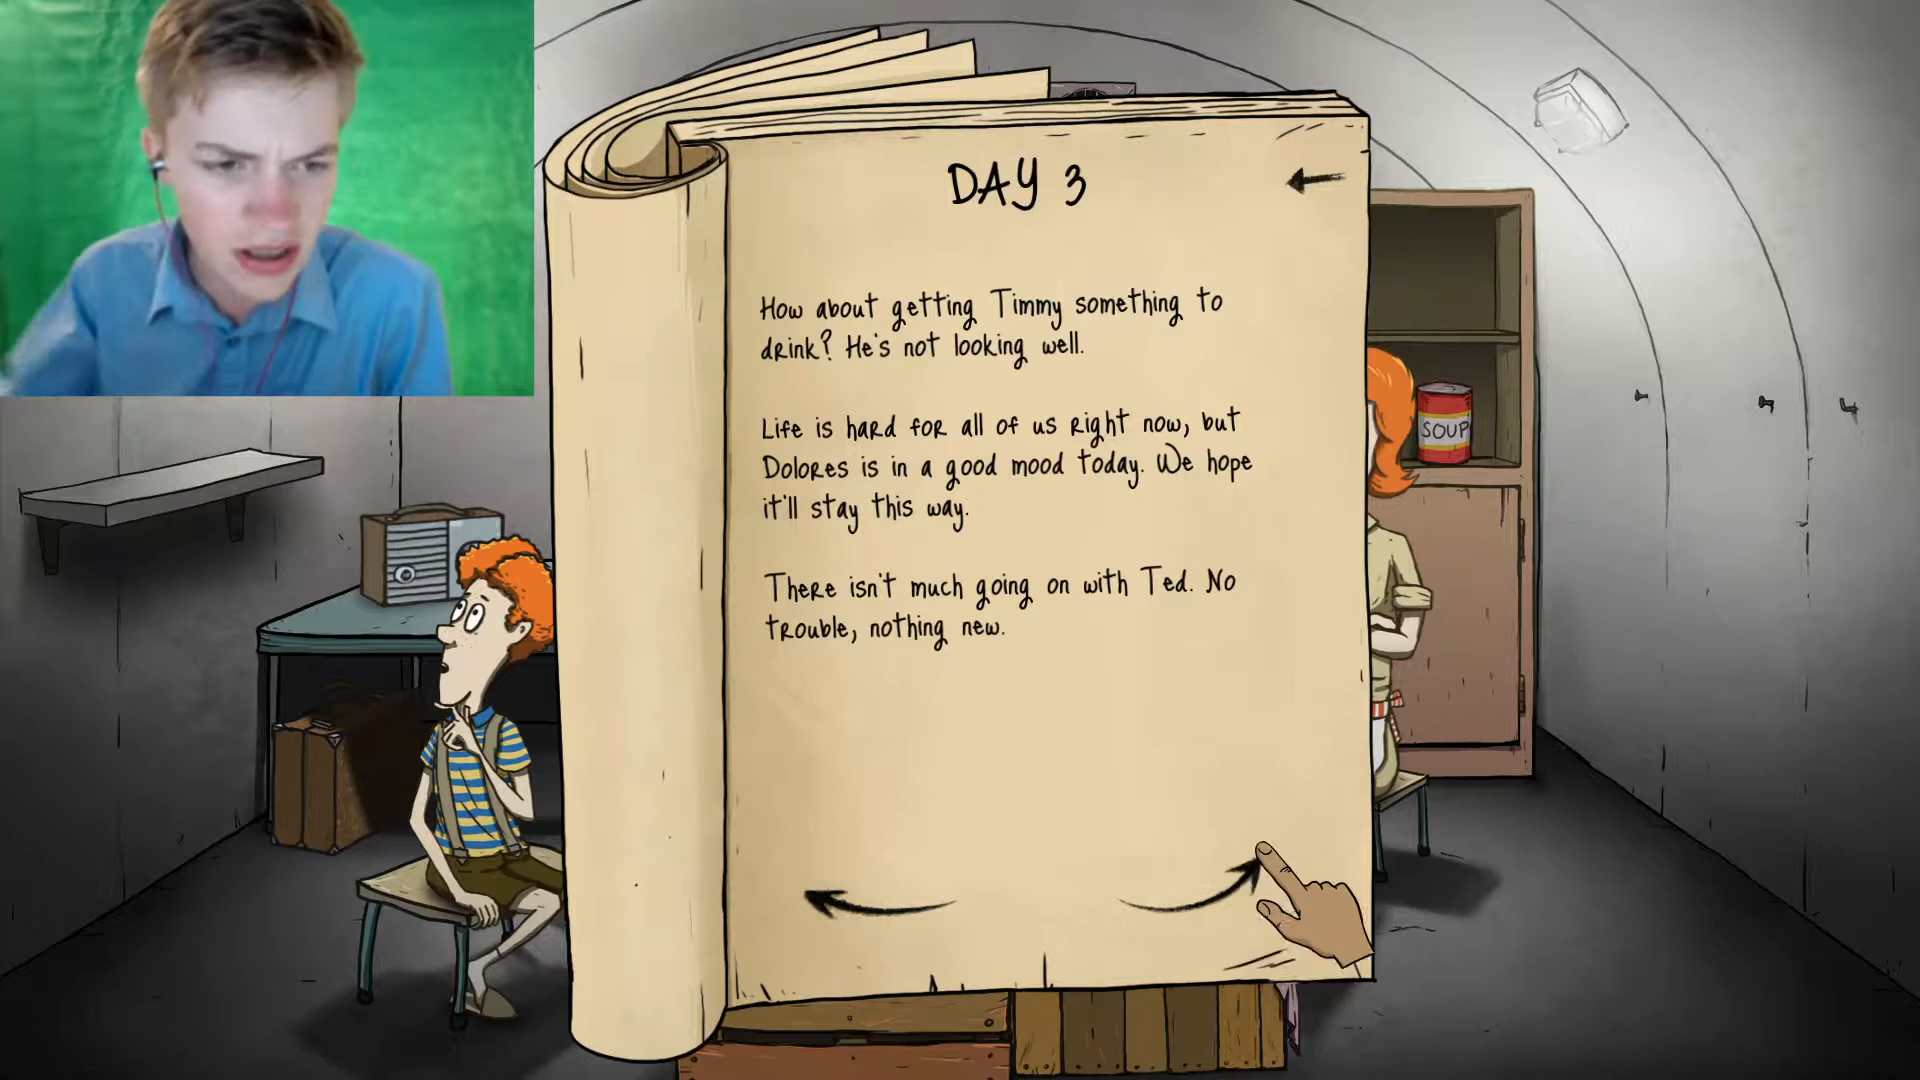 DAY 3
How about getting Timmy something to
drink? He's not looking well.
Life is hard for all of us right now, but
Dolores is in a good mood today. We hope
it'll stay this way.
There isn't much going on with Ted. No
trouble, nothing new.
SOUP